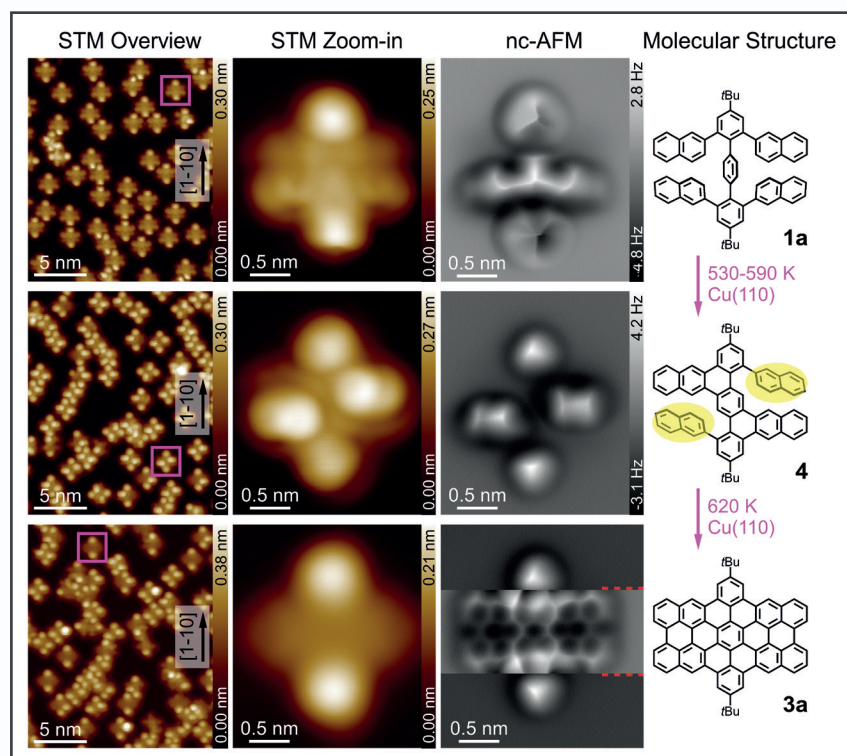 STM Overview STM Zoom-in nc-AFM Molecular Structure
[1-10]
5 nm
0.30 nm
0.00 nm
0.5 nm
0.25 nm
0.00 nm
0.5 nm
2.8 Hz
-4.8 Hz
tBu
tBu
1a
530-590 K
Cu(110)
[1-10]
5 nm
0.30 nm
0.00 nm
0.5 nm
0.27 nm
0.00 nm
0.5 nm
4.2 Hz
-3.1 Hz
tBu
tBu
4
620 K
Cu(110)
[1-10]
5 nm
0.38 nm
0.00 nm
0.5 nm
0.21 nm
0.00 nm
0.5 nm
tBu
tBu
3a